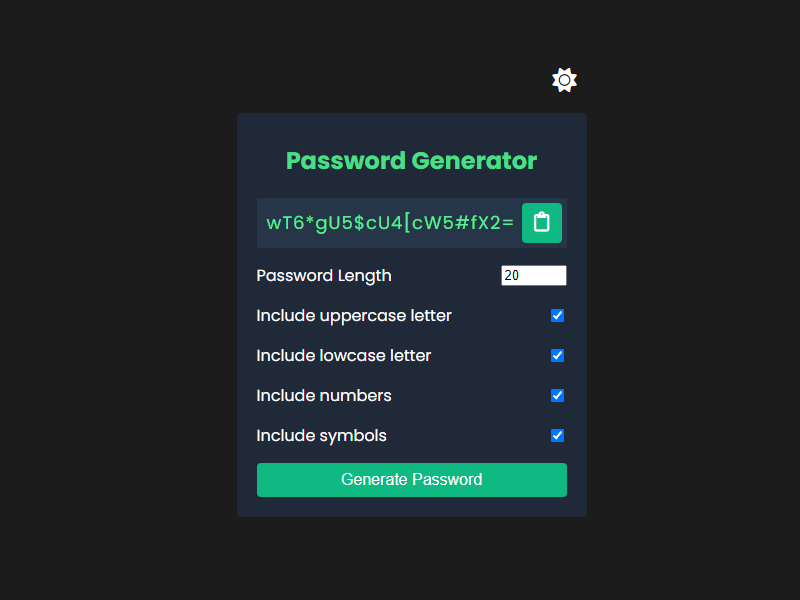 Password Generator
wT6*gU5$cU4[cW5#fX2=
Password Length 20
Include uppercase letter
Include lowcase letter
Include numbers
Include symbols
Generate Password